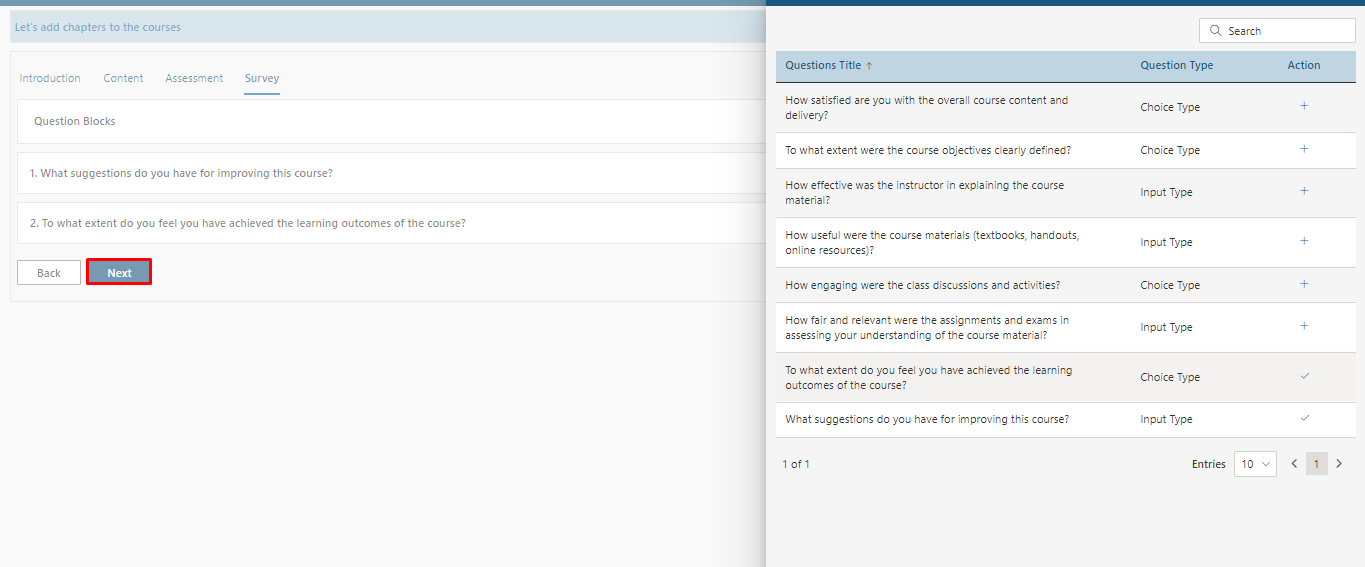 Let's add chapters to the courses
Introduction Content Assessment Survey
Question Blocks
1. What suggestions do you have for improving this course?
2. To what extent do you feel you have achieved the learning outcomes of the course?
Back Next
Search
Questions Title ↑ Question Type Action
How satisfied are you with the overall course content and
delivery?
Choice Type +
To what extent were the course objectives clearly defined? Choice Type +
How effective was the instructor in explaining the course
material?
Input Type +
How useful were the course materials (textbooks, handouts,
online resources)?
Input Type +
How engaging were the class discussions and activities? Choice Type +
How fair and relevant were the assignments and exams in
assessing your understanding of the course material?
Input Type +
To what extent do you feel you have achieved the learning
outcomes of the course?
Choice Type ✓
What suggestions do you have for improving this course? Input Type ✓
1 of 1 Entries 10 1